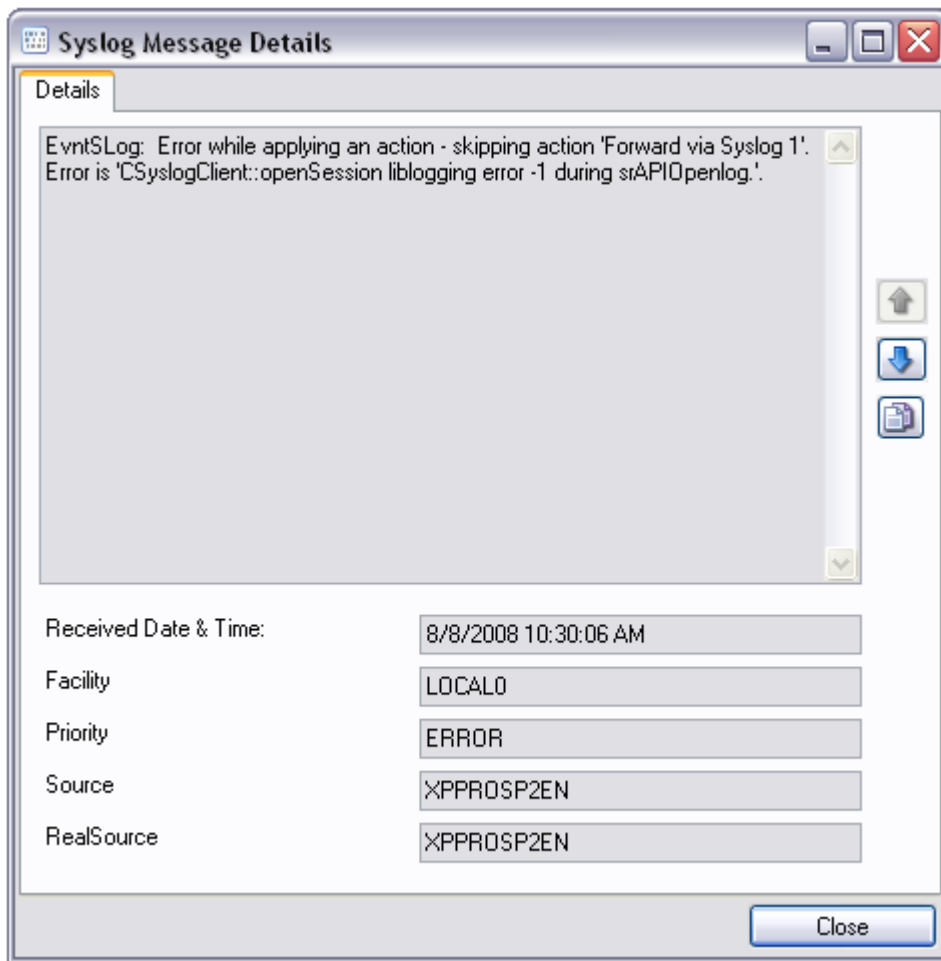 Syslog Message Details
Details
EvntSLog:  Error while applying an action - skipping action 'Forward via Syslog 1'.
Error is 'CSyslogClient::openSession liblogging error -1 during srAPIOpenlog.'.
Received Date & Time:
8/8/2008 10:30:06 AM
Facility
LOCAL0
Priority
ERROR
Source
XPPROSP2EN
RealSource
XPPROSP2EN
Close